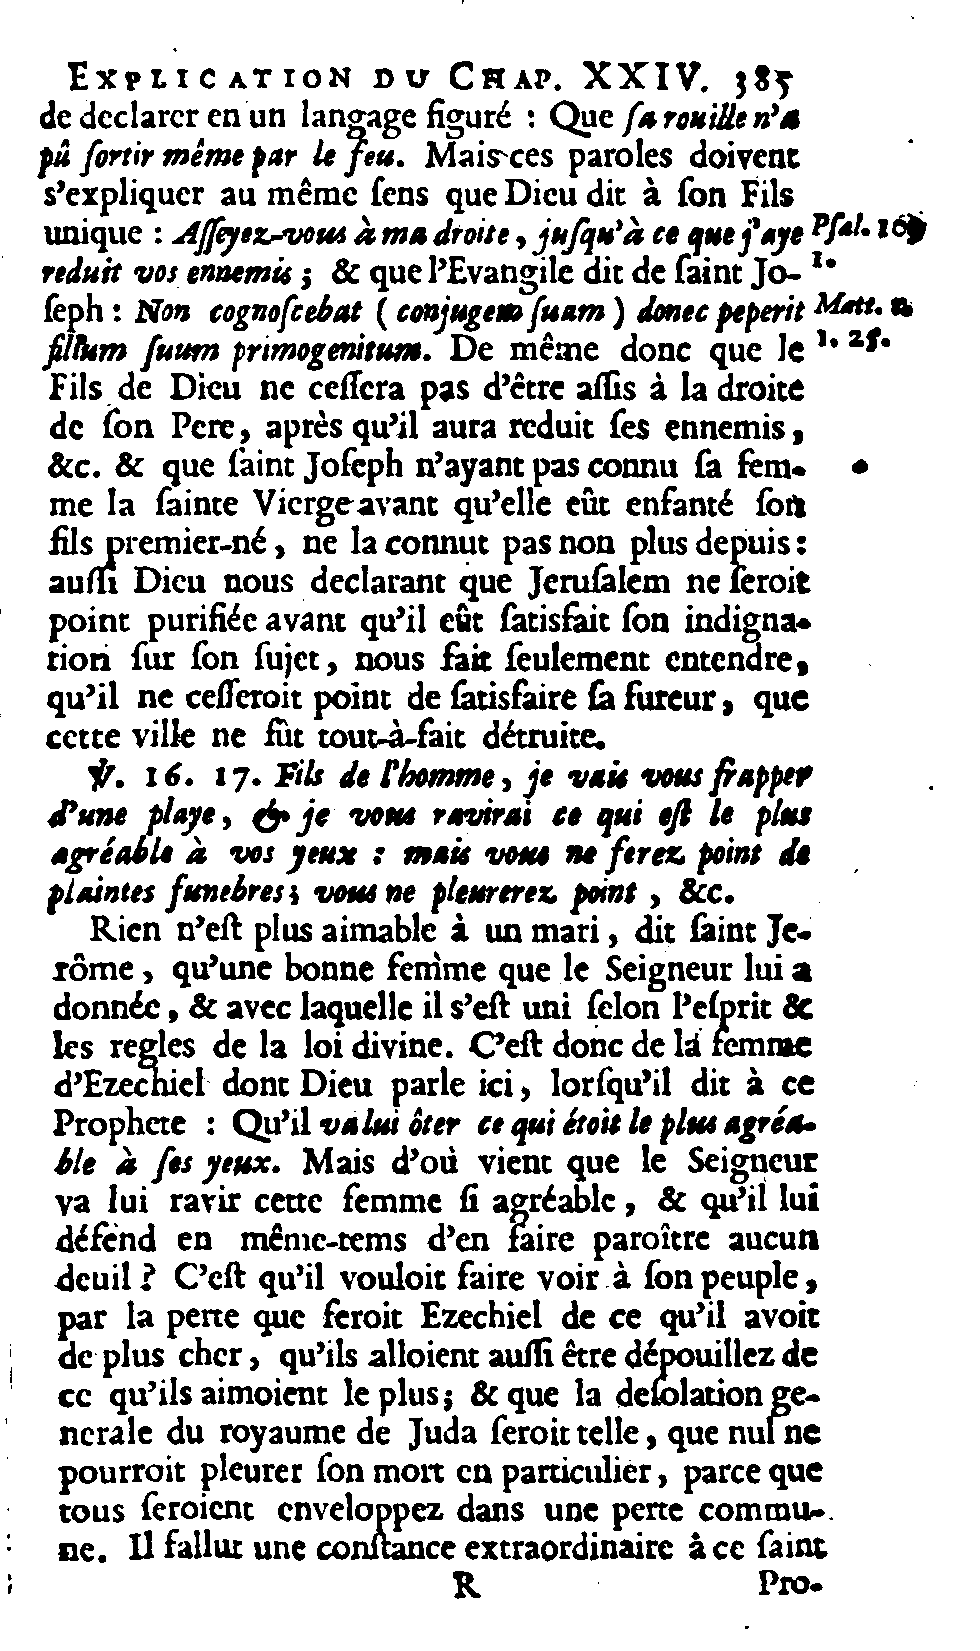 EXPLICATION DU CHAP. XXIV. 385
de declarer en un langage figuré : Que ſa rouille n'a
pû ſortir même par le feu. Mais ces paroles doivent
s'expliquer au même ſens que Dieu dit à ſon Fils
unique : Aſſeyez-vous à ma droite, juſqu'à ce que j'aye
Pſal. 109
reduit vos ennemis ; & que l'Evangile dit de ſaint Jo-
1.
ſeph : Non cognoſcebat ( conjugem ſuam ) donec peperit
Matt.
filium ſuum primogenitum. De même donc que le
1. 25.
Fils de Dieu ne ceſſera pas d'être aſſis à la droite
de ſon Pere, après qu'il aura reduit ſes ennemis,
&c. & que ſaint Joſeph n'ayant pas connu ſa fem-
me la ſainte Vierge avant qu'elle eût enfanté ſon
fils premier-né, ne la connut pas non plus depuis :
auſſi Dieu nous declarant que Jeruſalem ne ſeroit
point purifiée avant qu'il eût ſatisfait ſon indigna-
tion ſur ſon ſujet, nous fait ſeulement entendre,
qu'il ne ceſſeroit point de ſatisfaire ſa fureur, que
cette ville ne fût tout-à-fait détruite.
℣. 16. 17. Fils de l'homme, je vais vous frapper
d'une playe, & je vous ravirai ce qui eſt le plus
agréable à vos yeux : mais vous ne ferez point de
plaintes funebres ; vous ne pleurerez point, &c.
Rien n'eſt plus aimable à un mari, dit ſaint Je-
rôme, qu'une bonne femme que le Seigneur lui a
donnée, & avec laquelle il s'eſt uni ſelon l'eſprit &
les regles de la loi divine. C'eſt donc de la femme
d'Ezechiel dont Dieu parle ici, lorſqu'il dit à ce
Prophete : Qu'il va lui ôter ce qui étoit le plus agréa-
ble à ſes yeux. Mais d'où vient que le Seigneur
va lui ravir cette femme ſi agréable, & qu'il lui
défend en même-tems d'en faire paroître aucun
deuil ? C'eſt qu'il vouloit faire voir à ſon peuple,
par la perte que feroit Ezechiel de ce qu'il avoit
de plus cher, qu'ils alloient auſſi être dépouillez de
ce qu'ils aimoient le plus ; & que la deſolation ge-
nerale du royaume de Juda ſeroit telle, que nul ne
pourroit pleurer ſon mort en particulier, parce que
tous ſeroient enveloppez dans une perte commu-
ne. Il fallut une conſtance extraordinaire à ce ſaint
R
Pro-